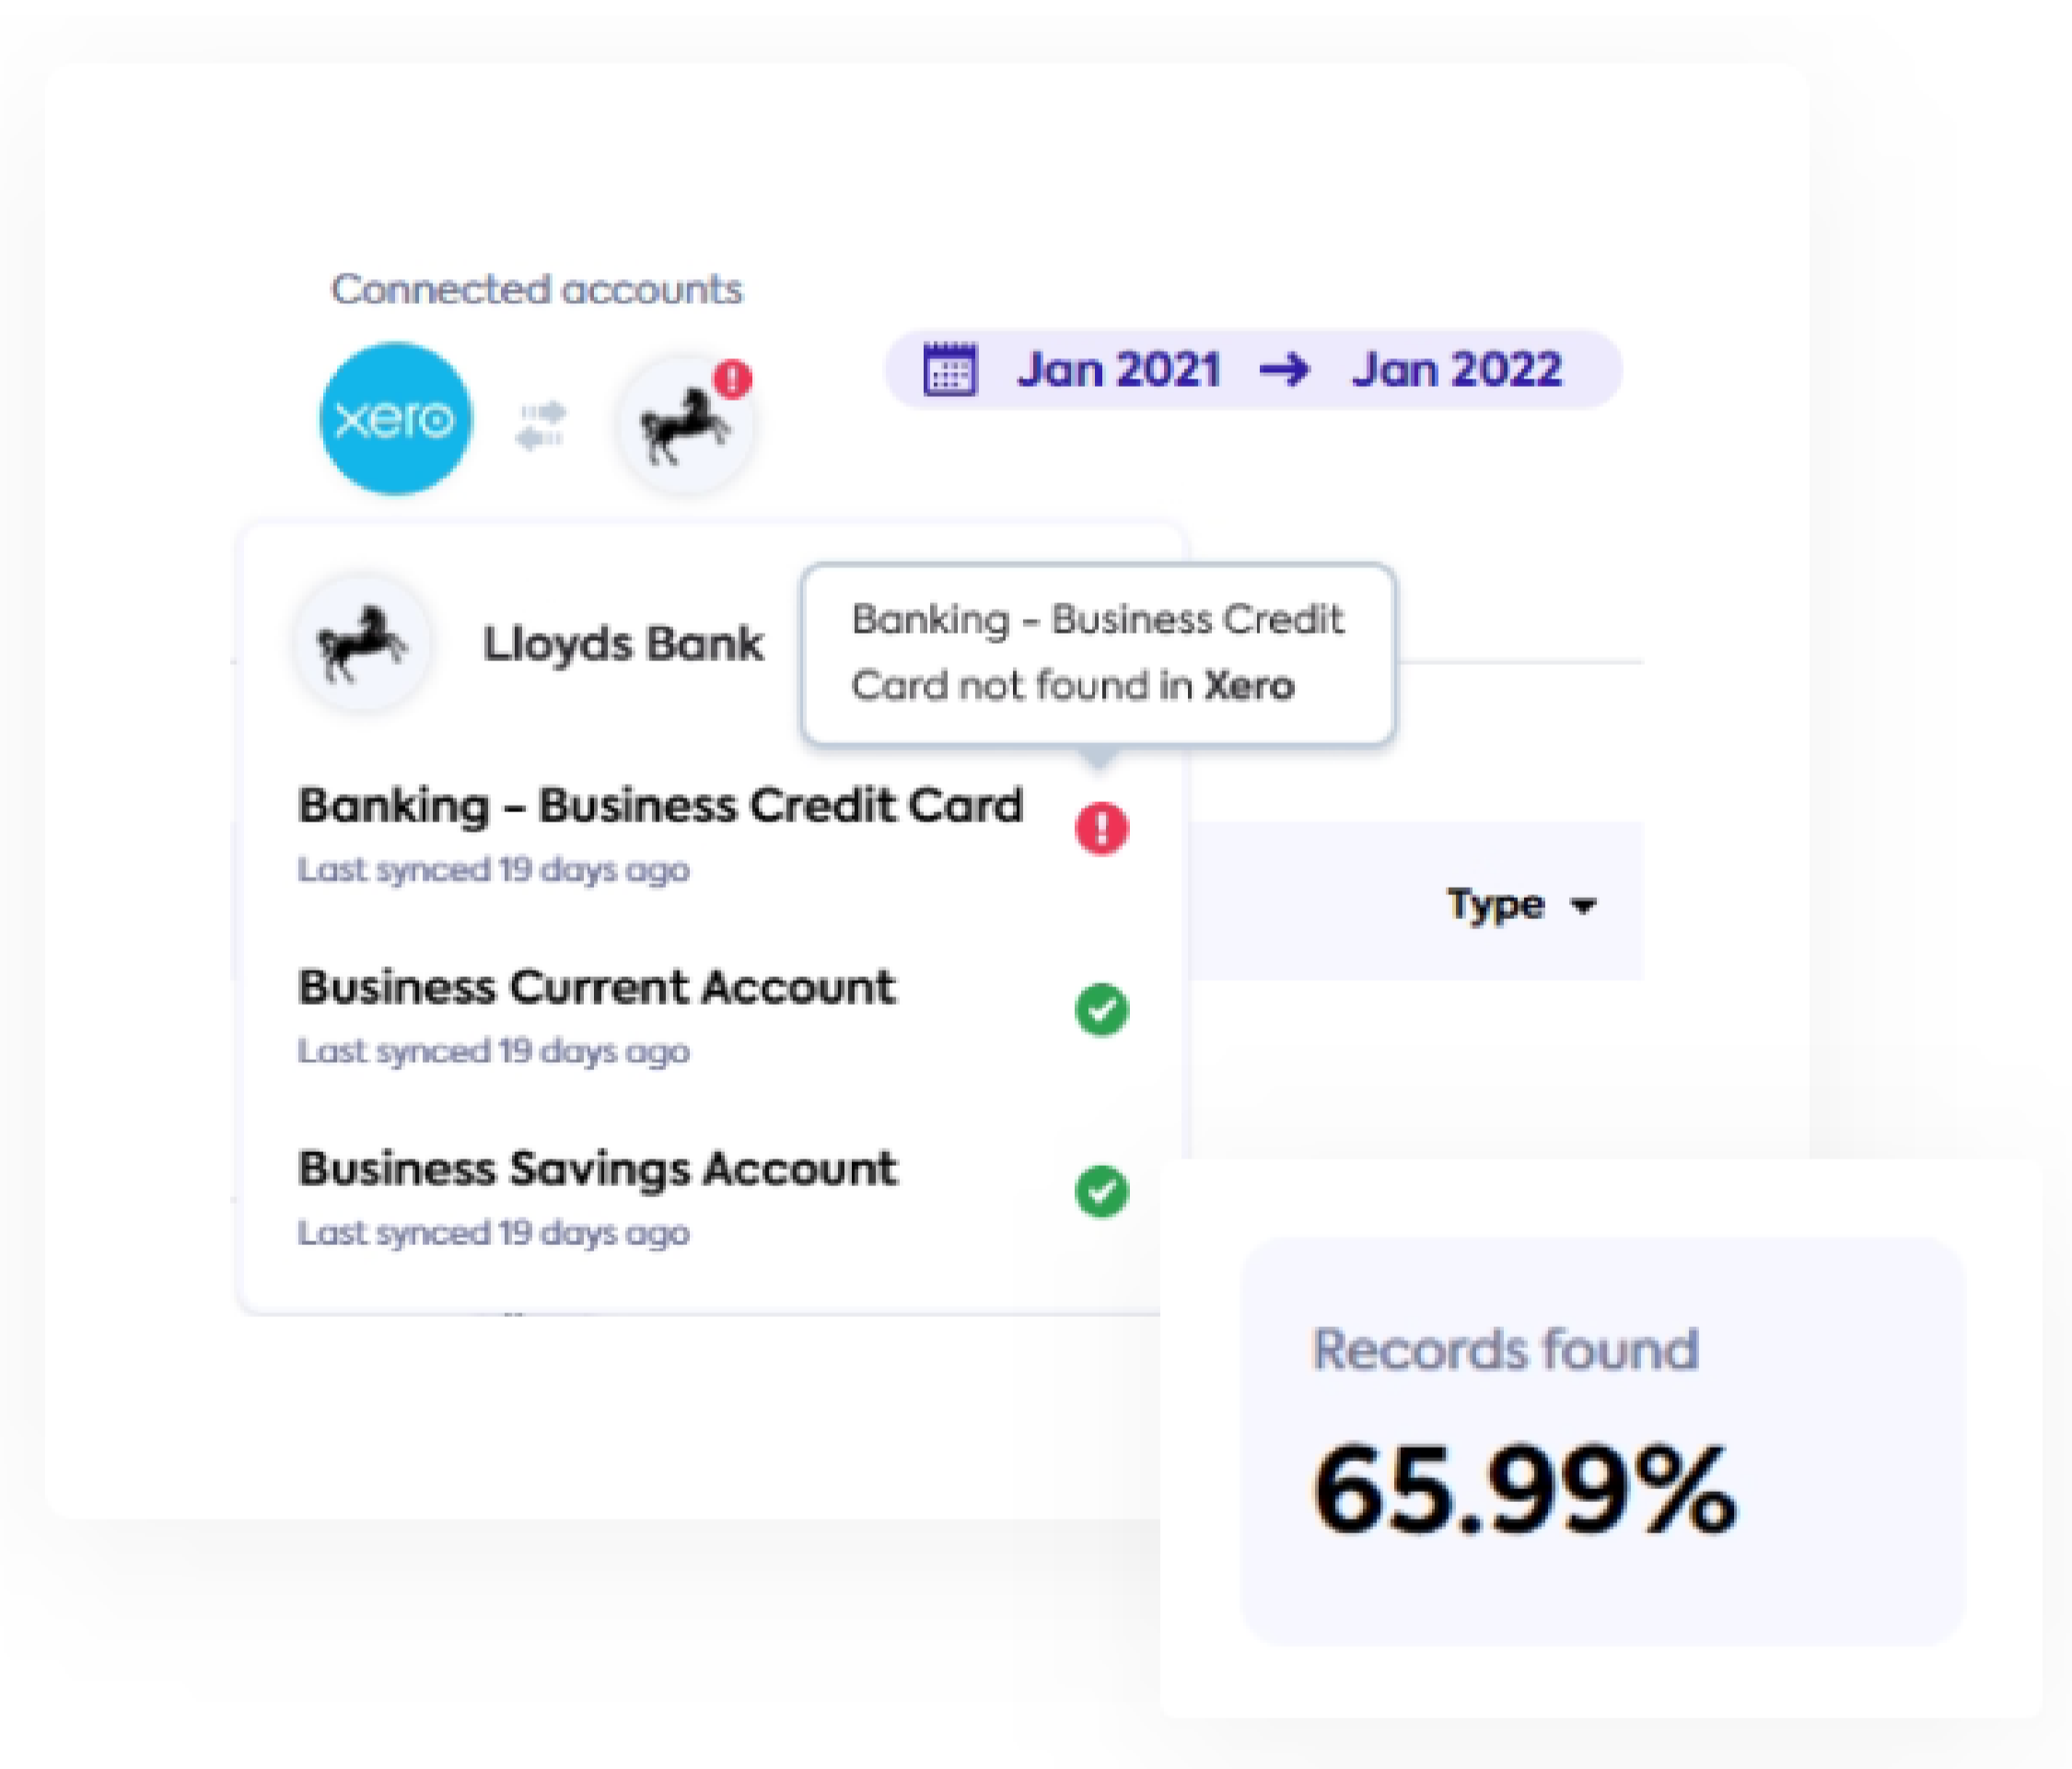 Connected accounts
xero
Jan 2021 → Jan 2022
Lloyds Bank
Banking - Business Credit
Card not found in Xero
Banking - Business Credit Card
Last synced 19 days ago
Type
Business Current Account
Last synced 19 days ago
Business Savings Account
Last synced 19 days ago
Records found
65.99%